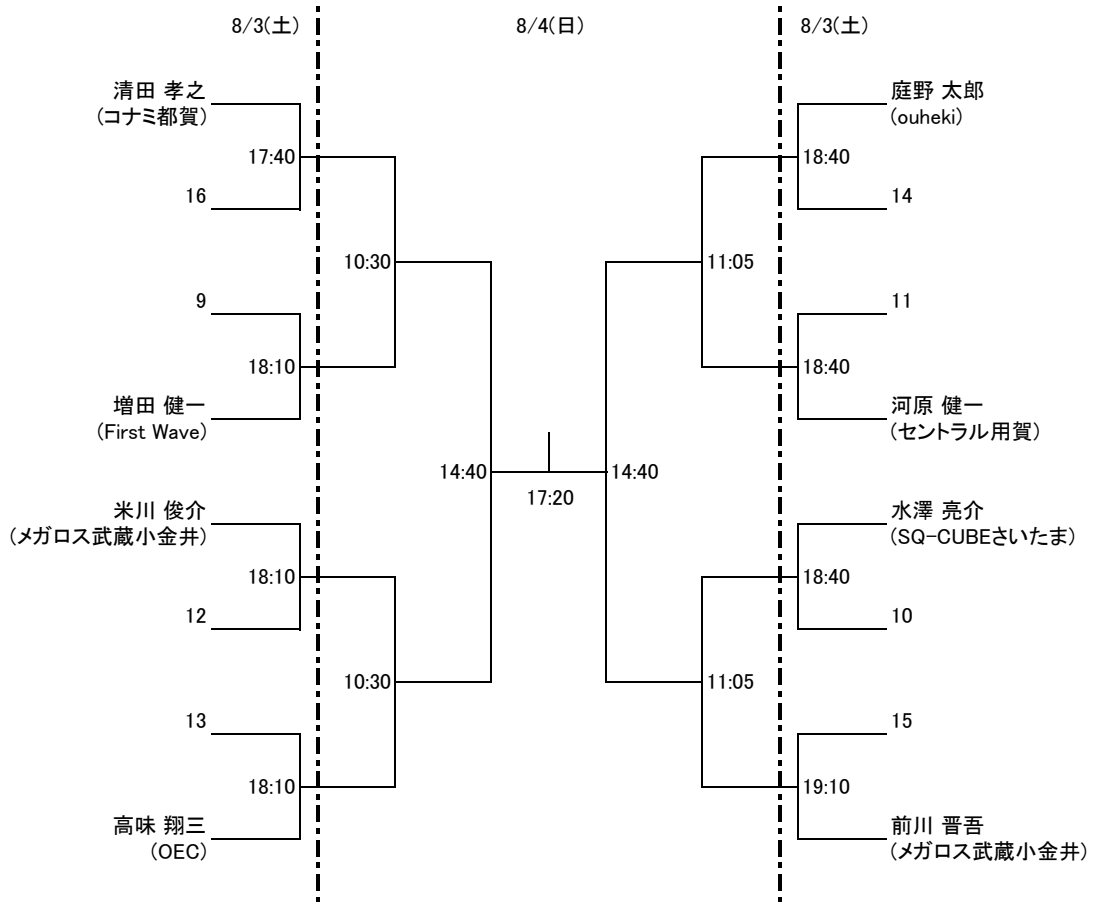 8/3(土)
8/4(日)
8/3(土)
清田 孝之
(コナミ都賀)
17:40
16
10:30
9
18:10
増田 健一
(First Wave)
14:40
米川 俊介
(メガロス武蔵小金井)
18:10
12
10:30
13
18:10
高味 翔三
(OEC)
17:20
庭野 太郎
(ouheki)
18:40
14
11:05
11
18:40
河原 健一
(セントラル用賀)
14:40
水澤 亮介
(SQ-CUBEさいたま)
18:40
10
11:05
15
19:10
前川 晋吾
(メガロス武蔵小金井)